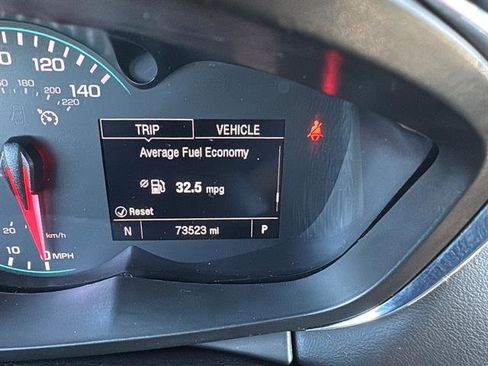 120
140
180
200
220
TRIP VEHICLE
Average Fuel Economy
32.5 mpg
Reset
N 73523 mi P
20 km/h
10 0 MPH